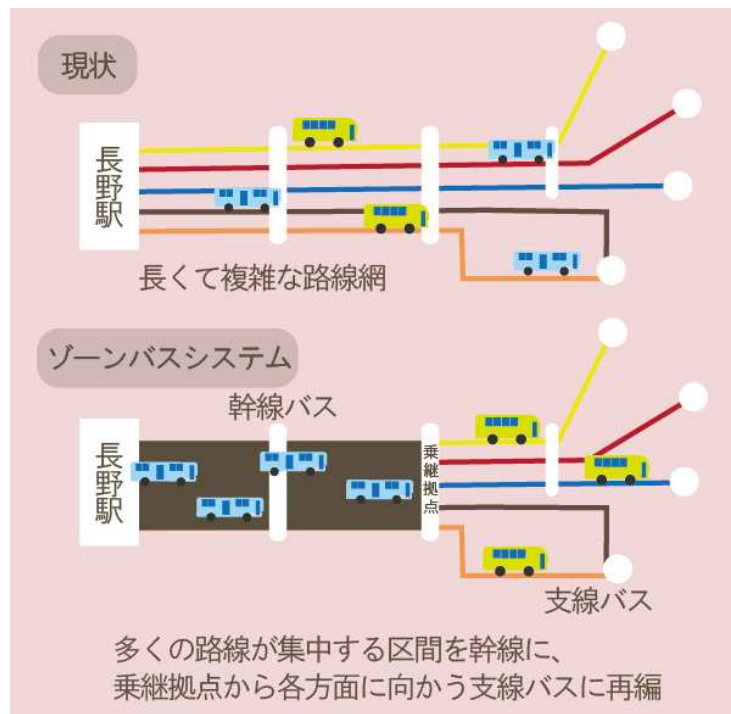 現状
長野駅
長くて複雑な路線網
ゾーンバスシステム
幹線バス
長野駅
乗継拠点
支線バス
多くの路線が集中する区間を幹線に、
乗継拠点から各方面に向かう支線バスに再編